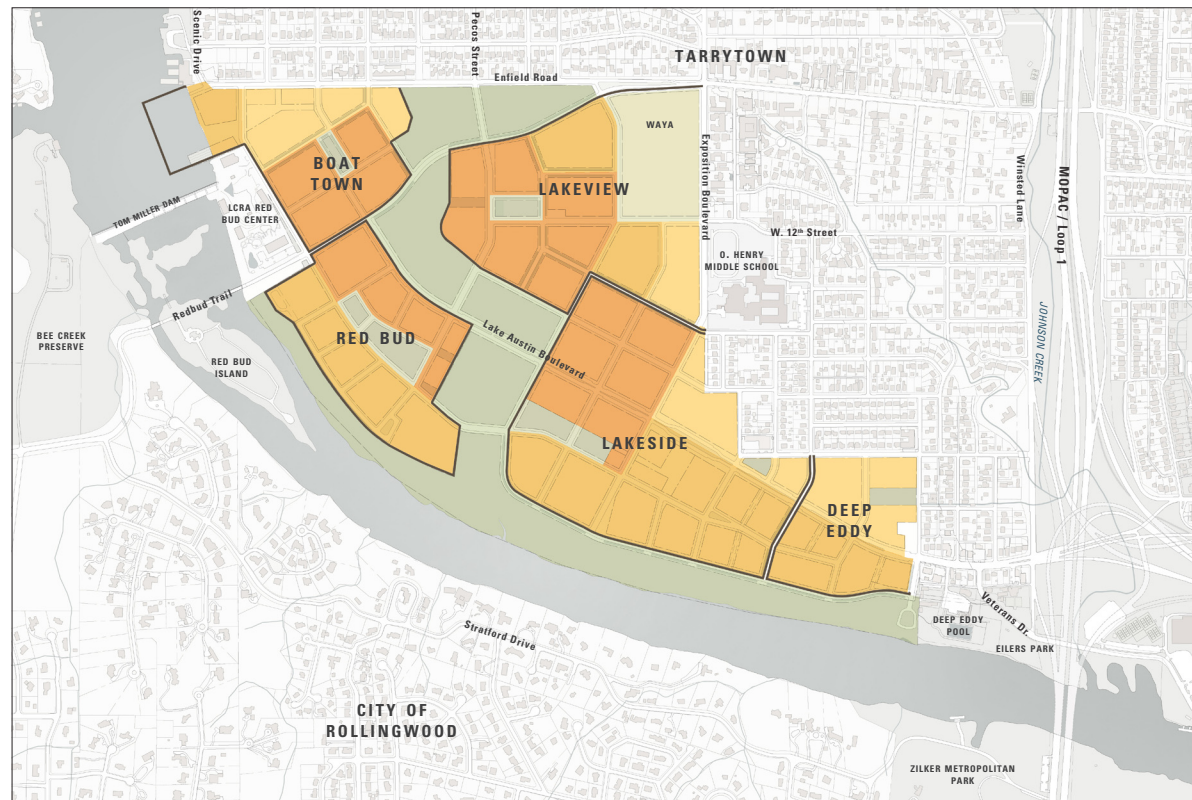 Scenic Drive
Pecos Street
TARRYTOWN
Enfield Road
WAYA
Exposition Boulevard
BOAT
TOWN
LAKEVIEW
Winsted Lane
MOPAC / Loop 1
LCRA RED
BUD CENTER
TOM MILLER DAM
W. 12th Street
O. HENRY
MIDDLE SCHOOL
Redbud Trail
JOHNSON CREEK
BEE CREEK
PRESERVE
RED BUD
Lake Austin Boulevard
RED BUD
ISLAND
LAKESIDE
DEEP
EDDY
Veterans Dr.
DEEP EDDY
POOL
EILERS PARK
Stratford Drive
CITY OF
ROLLINGWOOD
ZILKER METROPOLITAN
PARK